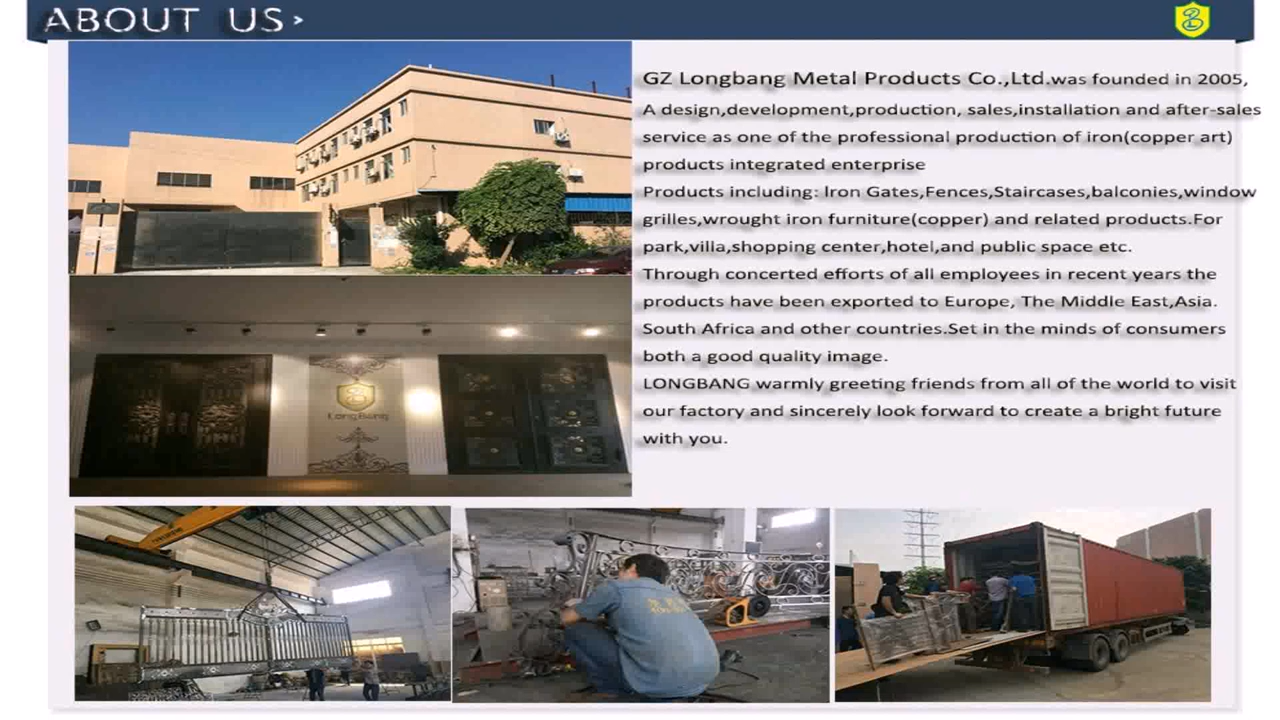 ABOUT US
GZ Longbang Metal Products Co.,Ltd.was founded in 2005,
A design,development,production, sales,installation and after-sales
service as one of the professional production of iron(copper art)
products integrated enterprise
Products including: Iron Gates,Fences,Staircases,balconies,window
grilles,wrought iron furniture(copper) and related products.For
park,villa,shopping center,hotel,and public space etc.
Through concerted efforts of all employees in recent years the
products have been exported to Europe, The Middle East,Asia.
South Africa and other countries.Set in the minds of consumers
both a good quality image.
LONGBANG warmly greeting friends from all of the world to visit
our factory and sincerely look forward to create a bright future
with you.
LongBang